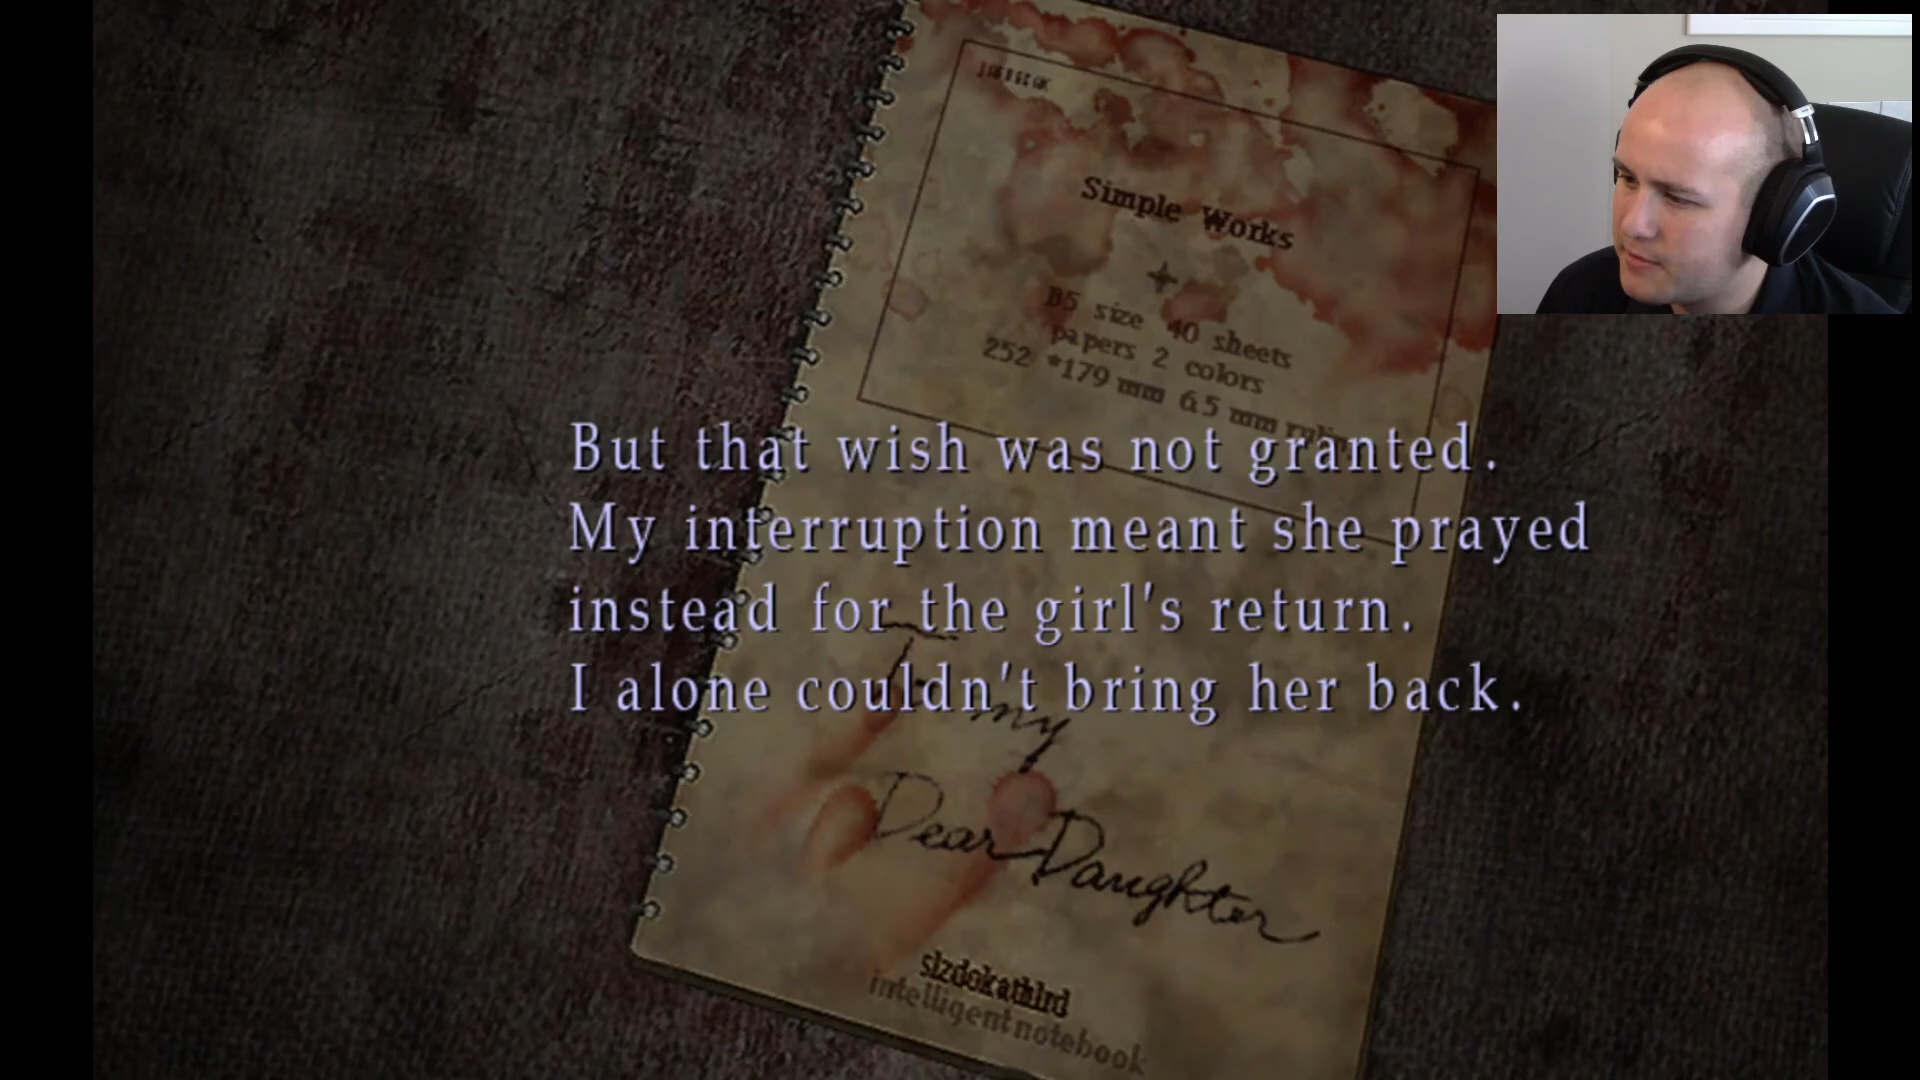 Simple Works
B5 size 40 sheets
papers 2 colors
252 *179 mm 6.5 mm
But that wish was not granted.
My interruption meant she prayed
instead for the girl's return.
I alone couldn't bring her back.
To my
Dear Daughter
intelligent notebook